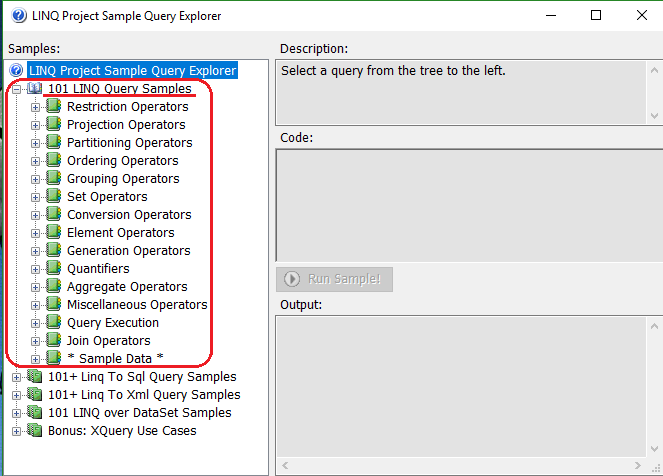 LINQ Project Sample Query Explorer
Samples:
LINQ Project Sample Query Explorer
101 LINQ Query Samples
Restriction Operators
Projection Operators
Partitioning Operators
Ordering Operators
Grouping Operators
Set Operators
Conversion Operators
Element Operators
Generation Operators
Quantifiers
Aggregate Operators
Miscellaneous Operators
Query Execution
Join Operators
* Sample Data *
101+ Linq To Sql Query Samples
101+ Linq To Xml Query Samples
101 LINQ over DataSet Samples
Bonus: XQuery Use Cases
Description:
Select a query from the tree to the left.
Code:
Run Sample!
Output: